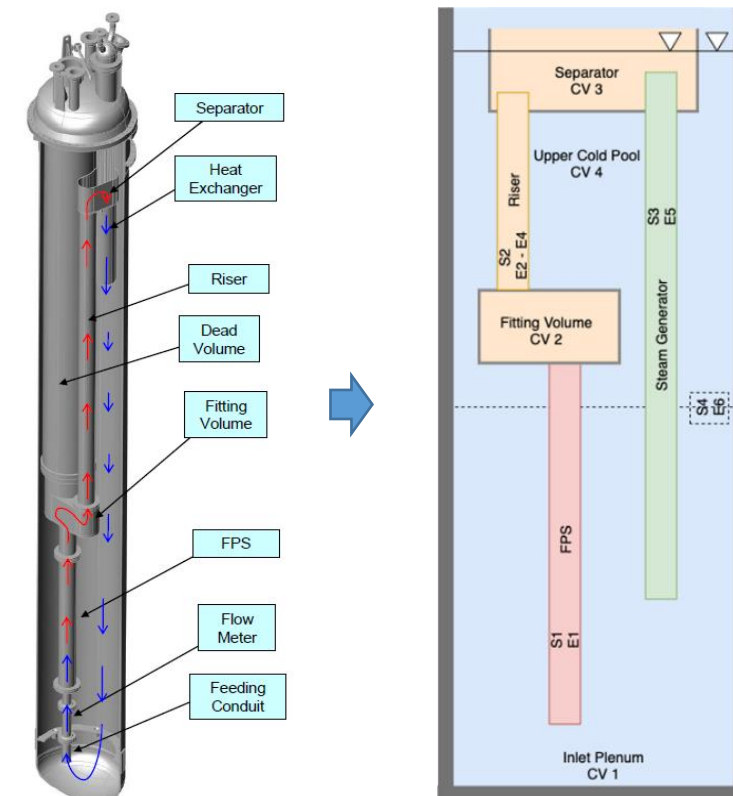 Separator
Heat
Exchanger
Riser
Dead
Volume
Fitting
Volume
FPS
Flow
Meter
Feeding
Conduit
Separator
CV 3
Upper Cold Pool
CV 4
Riser
S2
E2 - E4
S3
E5
Steam Generator
Fitting Volume
CV 2
S4
E6
FPS
S1
E1
Inlet Plenum
CV 1